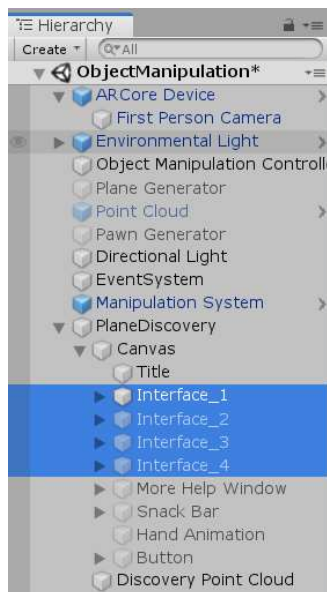 Hierarchy
Create All
ObjectManipulation*
ARCore Device
First Person Camera
Environmental Light
Object Manipulation Controll
Plane Generator
Point Cloud
Pawn Generator
Directional Light
EventSystem
Manipulation System
PlaneDiscovery
Canvas
Title
Interface_1
Interface_2
Interface_3
Interface_4
More Help Window
Snack Bar
Hand Animation
Button
Discovery Point Cloud